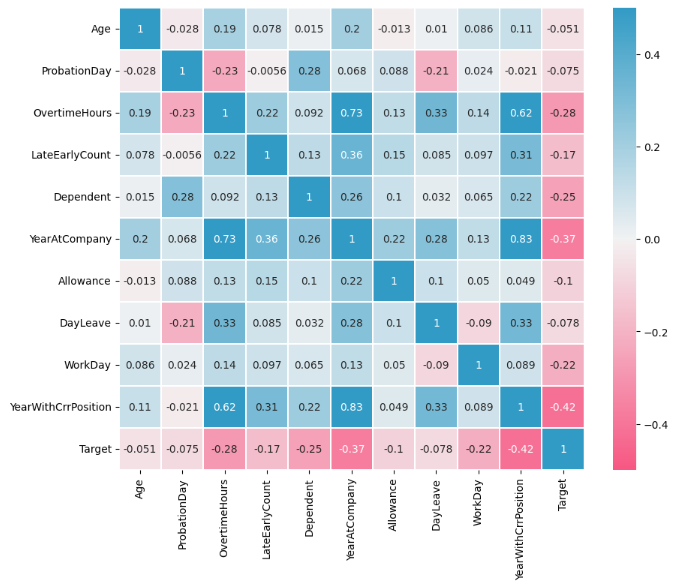 Age 1 -0.028 0.19 0.078 0.015 0.2 -0.013 0.01 0.086 0.11 -0.051
ProbationDay -0.028 1 -0.23 -0.0056 0.28 0.068 0.088 -0.21 0.024 -0.021 -0.075
OvertimeHours 0.19 -0.23 1 0.22 0.092 0.73 0.13 0.33 0.14 0.62 -0.28
LateEarlyCount 0.078 -0.0056 0.22 1 0.13 0.36 0.15 0.085 0.097 0.31 -0.17
Dependent 0.015 0.28 0.092 0.13 1 0.26 0.1 0.032 0.065 0.22 -0.25
YearAtCompany 0.2 0.068 0.73 0.36 0.26 1 0.22 0.28 0.13 0.83 -0.37
Allowance -0.013 0.088 0.13 0.15 0.1 0.22 1 0.1 0.05 0.049 -0.1
DayLeave 0.01 -0.21 0.33 0.085 0.032 0.28 0.1 1 -0.09 0.33 -0.078
WorkDay 0.086 0.024 0.14 0.097 0.065 0.13 0.05 -0.09 1 0.089 -0.22
YearWithCrrPosition 0.11 -0.021 0.62 0.31 0.22 0.83 0.049 0.33 0.089 1 -0.42
Target -0.051 -0.075 -0.28 -0.17 -0.25 -0.37 -0.1 -0.078 -0.22 -0.42 1
Age ProbationDay OvertimeHours LateEarlyCount Dependent YearAtCompany Allowance DayLeave WorkDay YearWithCrrPosition Target
0.4
0.2
0.0
-0.2
-0.4